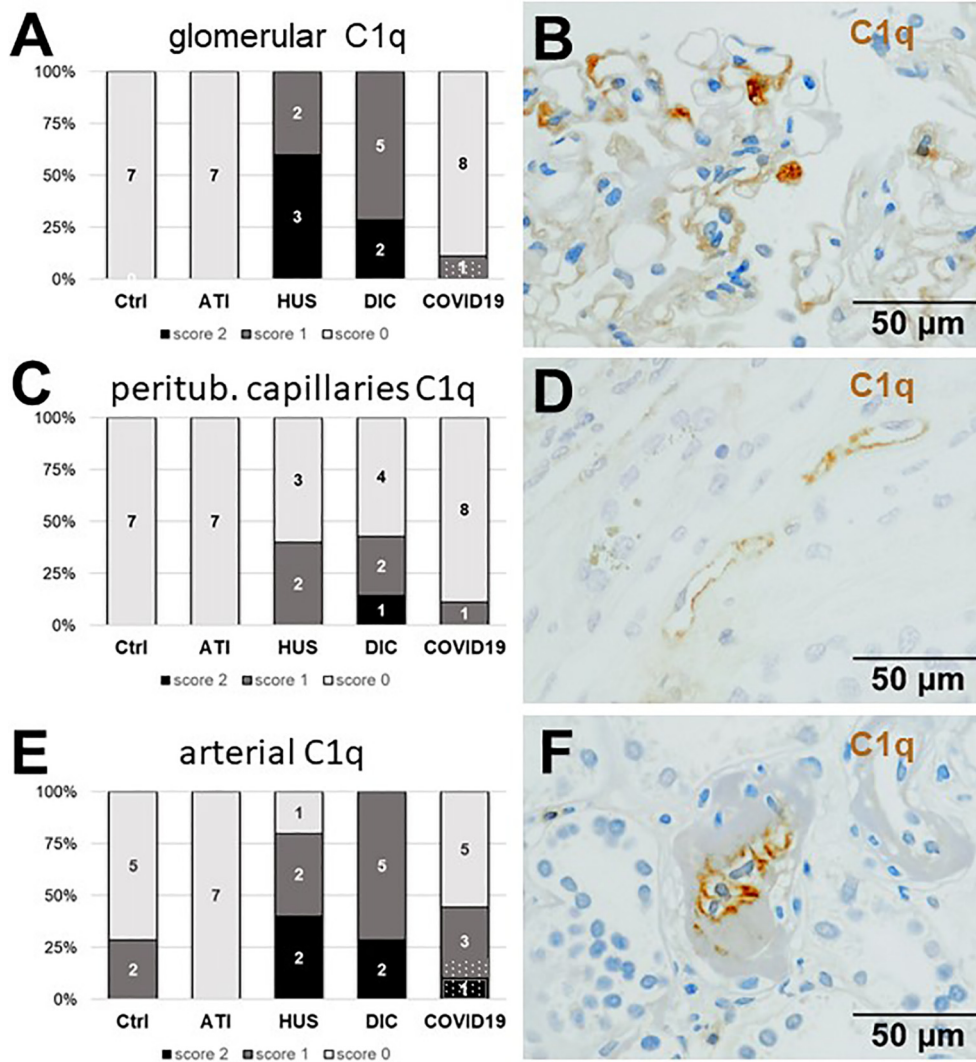 A
glomerular C1q
100%
75%
50%
25%
0%
7
7
2
3
5
2
8
1
0
Ctrl ATI HUS DIC COVID19
score 2 score 1 score 0
B
C1q
50 µm
C
peritub. capillaries C1q
100%
75%
50%
25%
0%
7
7
3
2
4
2
1
8
1
Ctrl ATI HUS DIC COVID19
score 2 score 1 score 0
D
C1q
50 µm
E
arterial C1q
100%
75%
50%
25%
0%
5
2
7
1
2
2
5
2
5
3
1
Ctrl ATI HUS DIC COVID19
score 2 score 1 score 0
F
C1q
50 µm